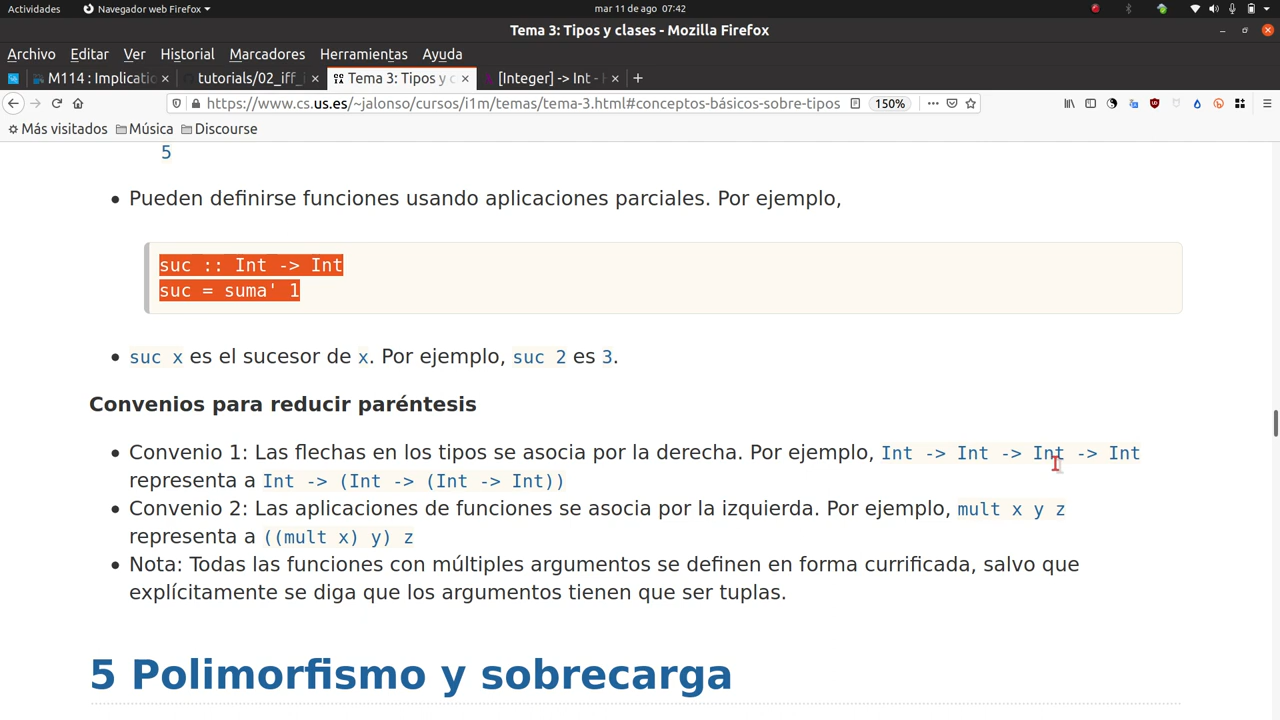 Actividades Navegador web Firefox mar 11 de ago 07:42
Tema 3: Tipos y clases - Mozilla Firefox
Archivo Editar Ver Historial Marcadores Herramientas Ayuda
M114 : Implicatio tutorials/02_iff_ Tema 3: Tipos y c [Integer] -> Int -
https://www.cs.us.es/~jalonso/cursos/i1m/temas/tema-3.html#conceptos-básicos-sobre-tipos 150%
Más visitados Música Discourse
5
• Pueden definirse funciones usando aplicaciones parciales. Por ejemplo,
suc :: Int -> Int
suc = suma' 1
• suc x es el sucesor de x. Por ejemplo, suc 2 es 3.
Convenios para reducir paréntesis
• Convenio 1: Las flechas en los tipos se asocia por la derecha. Por ejemplo, Int -> Int -> Int -> Int
representa a Int -> (Int -> (Int -> Int))
• Convenio 2: Las aplicaciones de funciones se asocia por la izquierda. Por ejemplo, mult x y z
representa a ((mult x) y) z
• Nota: Todas las funciones con múltiples argumentos se definen en forma currificada, salvo que
explícitamente se diga que los argumentos tienen que ser tuplas.
5 Polimorfismo y sobrecarga